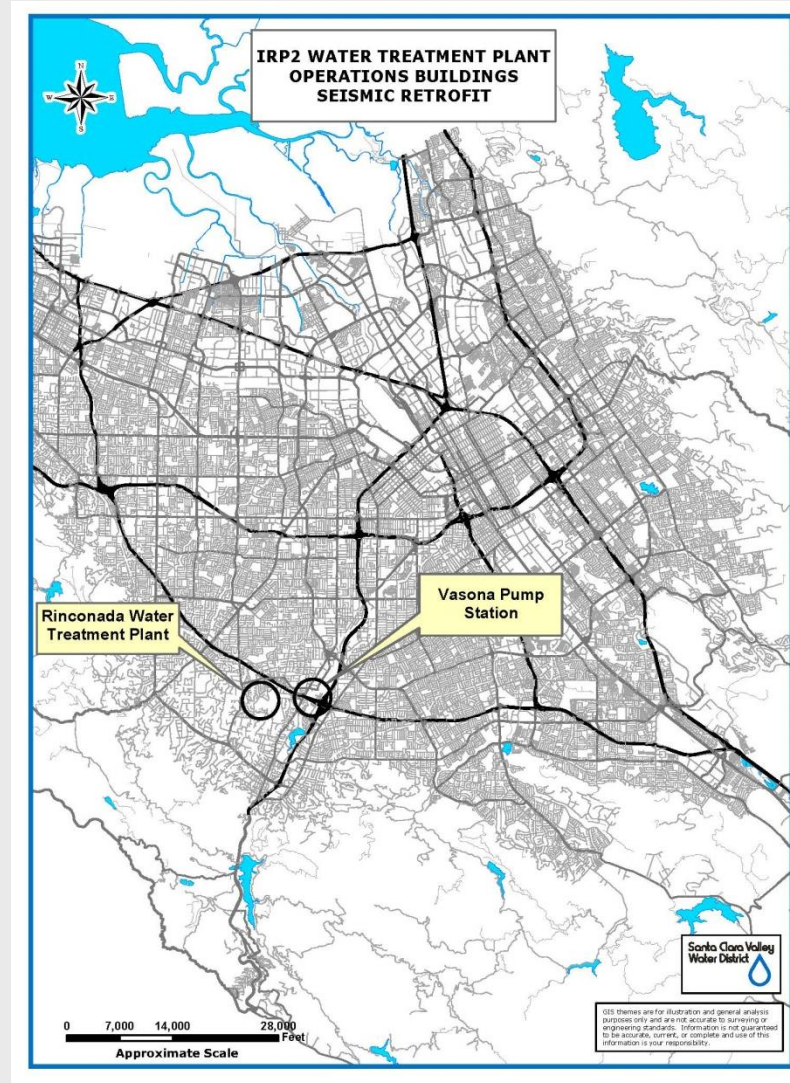 IRP2 WATER TREATMENT PLANT
OPERATIONS BUILDINGS
SEISMIC RETROFIT
N
W E
S
Vasona Pump
Station
Rinconada Water
Treatment Plant
Santa Clara Valley
Water District
0 7,000 14,000 28,000
Feet
Approximate Scale
GIS themes are for illustration and general analysis
purposes only and are not accurate to surveying or
engineering standards. Information is not guaranteed
to be accurate, current, or complete and use of this
information is your responsibility.